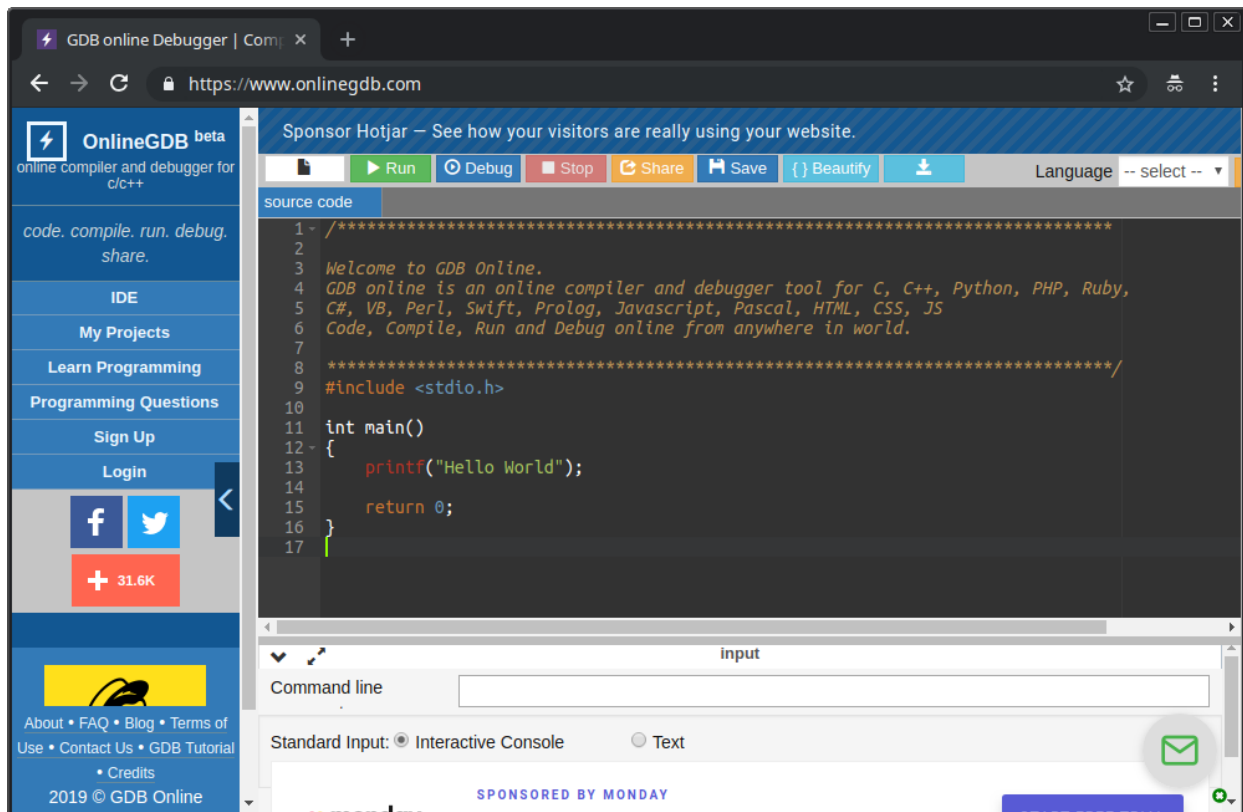 GDB online Debugger | Comp
https://www.onlinegdb.com
OnlineGDB beta
online compiler and debugger for
c/c++
code. compile. run. debug.
share.
IDE
My Projects
Learn Programming
Programming Questions
Sign Up
Login
31.6K
About • FAQ • Blog • Terms of
Use • Contact Us • GDB Tutorial
• Credits
2019 © GDB Online
Sponsor Hotjar — See how your visitors are really using your website.
Run Debug Stop Share Save { } Beautify Language -- select --
source code
1 /******************************************************************************
2
3 Welcome to GDB Online.
4 GDB online is an online compiler and debugger tool for C, C++, Python, PHP, Ruby,
5 C#, VB, Perl, Swift, Prolog, Javascript, Pascal, HTML, CSS, JS
6 Code, Compile, Run and Debug online from anywhere in world.
7
8 *******************************************************************************/
9 #include <stdio.h>
10
11 int main()
12 {
13     printf("Hello World");
14
15     return 0;
16 }
17
input
Command line
Standard Input: Interactive Console Text
SPONSORED BY MONDAY